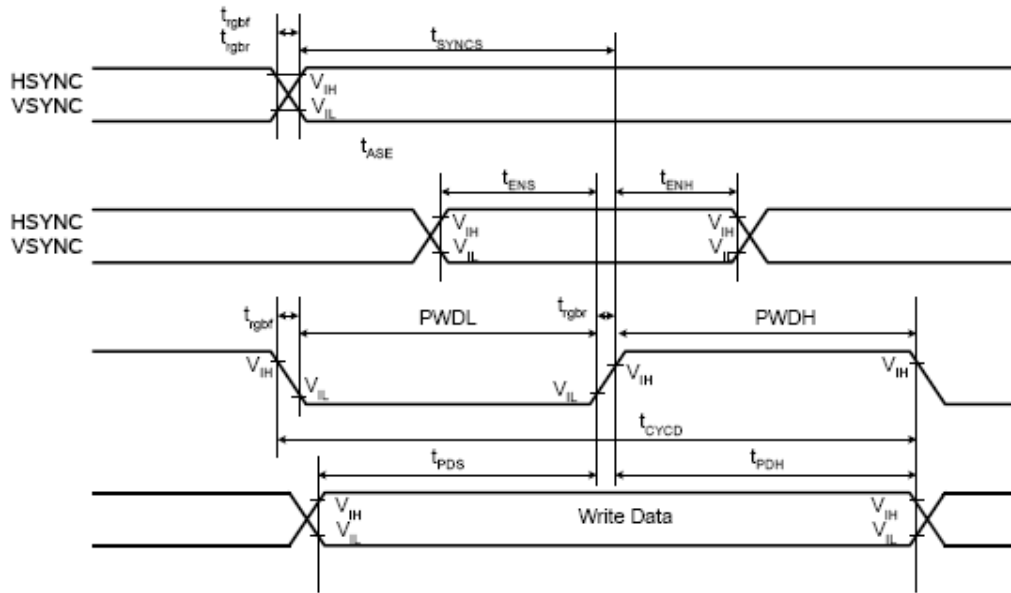 t_rgbf
t_rgbr
t_SYNCS
HSYNC
VSYNC
V_IH
V_IL
t_ASE
t_ENS
t_ENH
HSYNC
VSYNC
V_IH
V_IL
V_IH
V_IL
t_rgbf
PWDL
t_rgbr
PWDH
V_IH
V_IL
V_IL
V_IH
V_IH
t_CYCD
t_PDS
t_PDH
V_IH
V_IL
Write Data
V_IH
V_IL